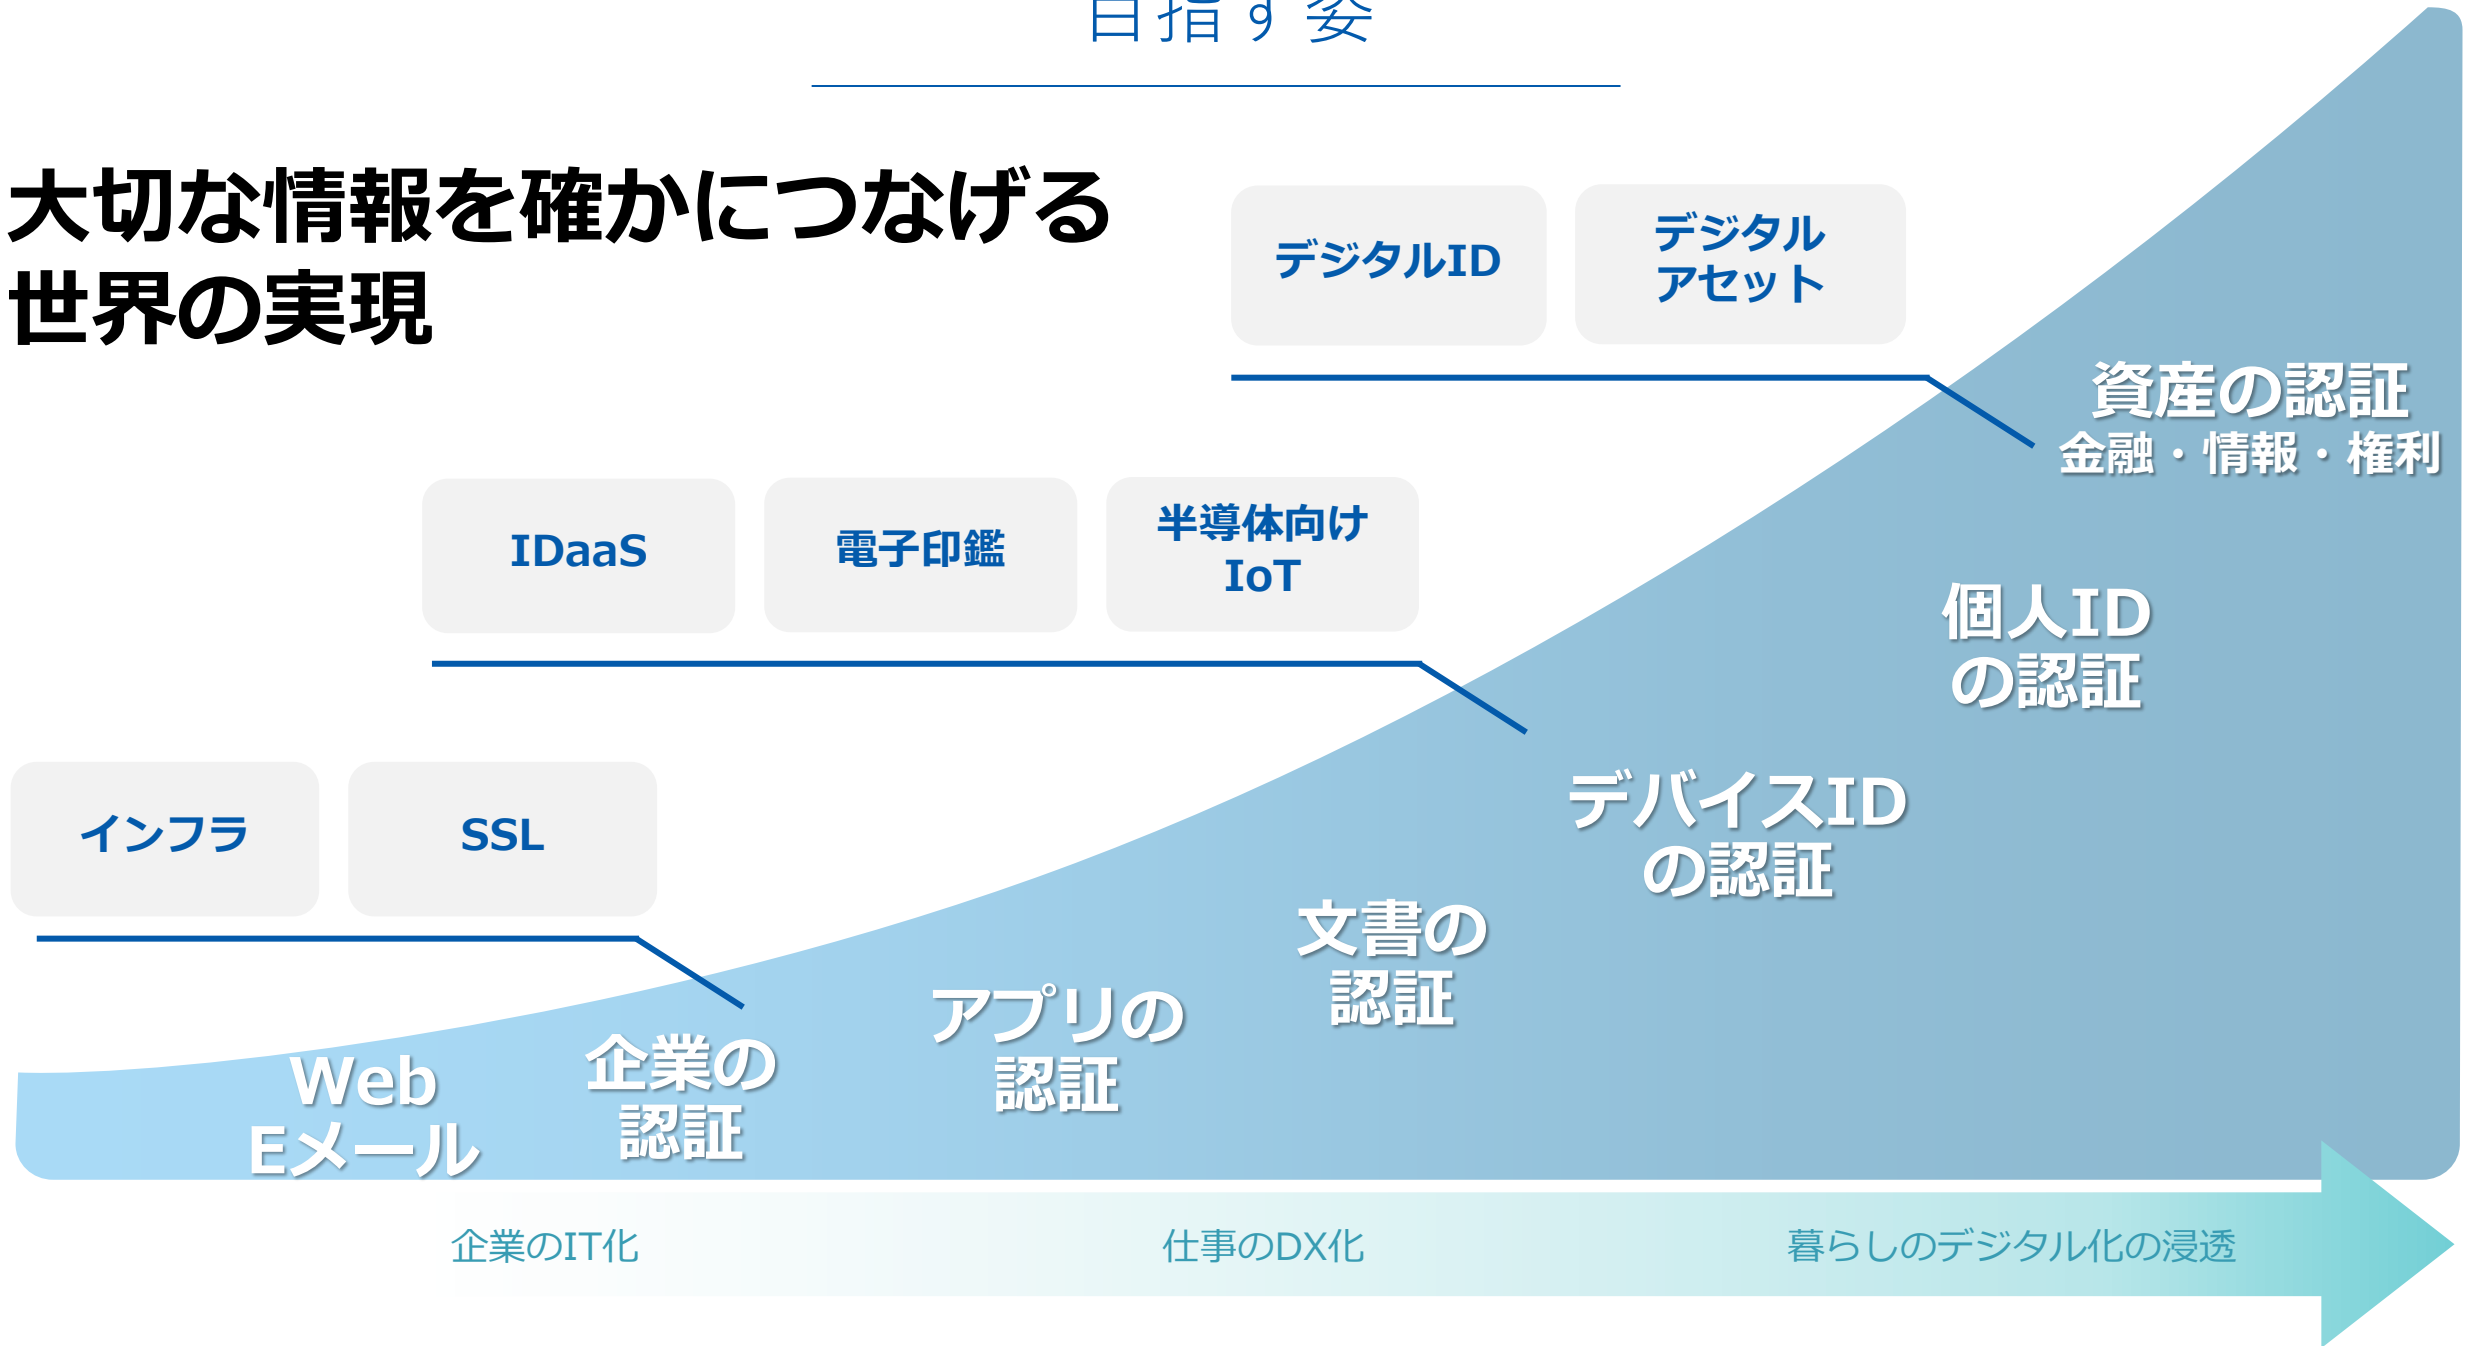 目指す姿
大切な情報を確かにつなげる
世界の実現
デジタルID
デジタル
アセット
資産の認証
金融・情報・権利
IDaaS
電子印鑑
半導体向け
IoT
個人ID
の認証
インフラ
SSL
デバイスID
の認証
文書の
認証
アプリの
認証
企業の
認証
Web
Eメール
企業のIT化
仕事のDX化
暮らしのデジタル化の浸透